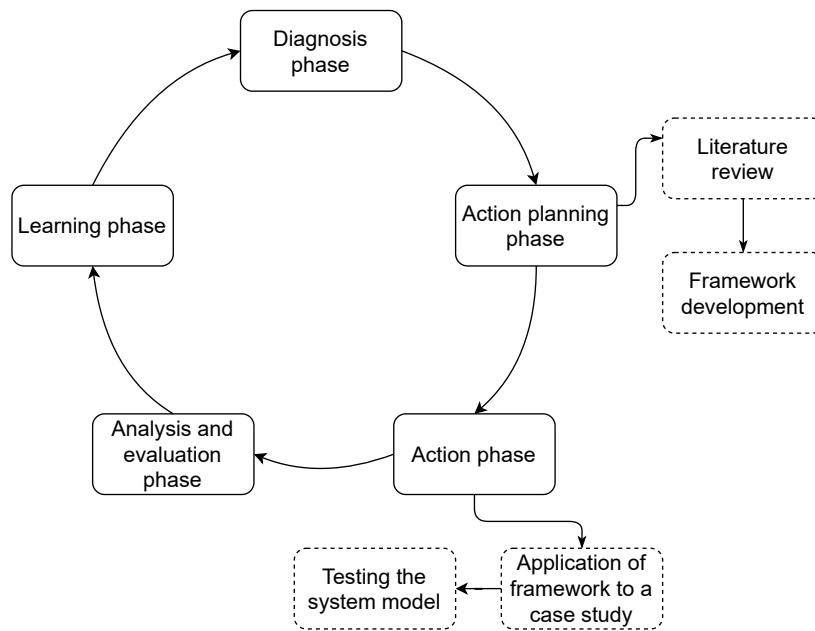 Diagnosis
phase
Literature
review
Learning phase
Action planning
phase
Framework
development
Analysis and
evaluation
phase
Action phase
Testing the
system model
Application of
framework to a
case study